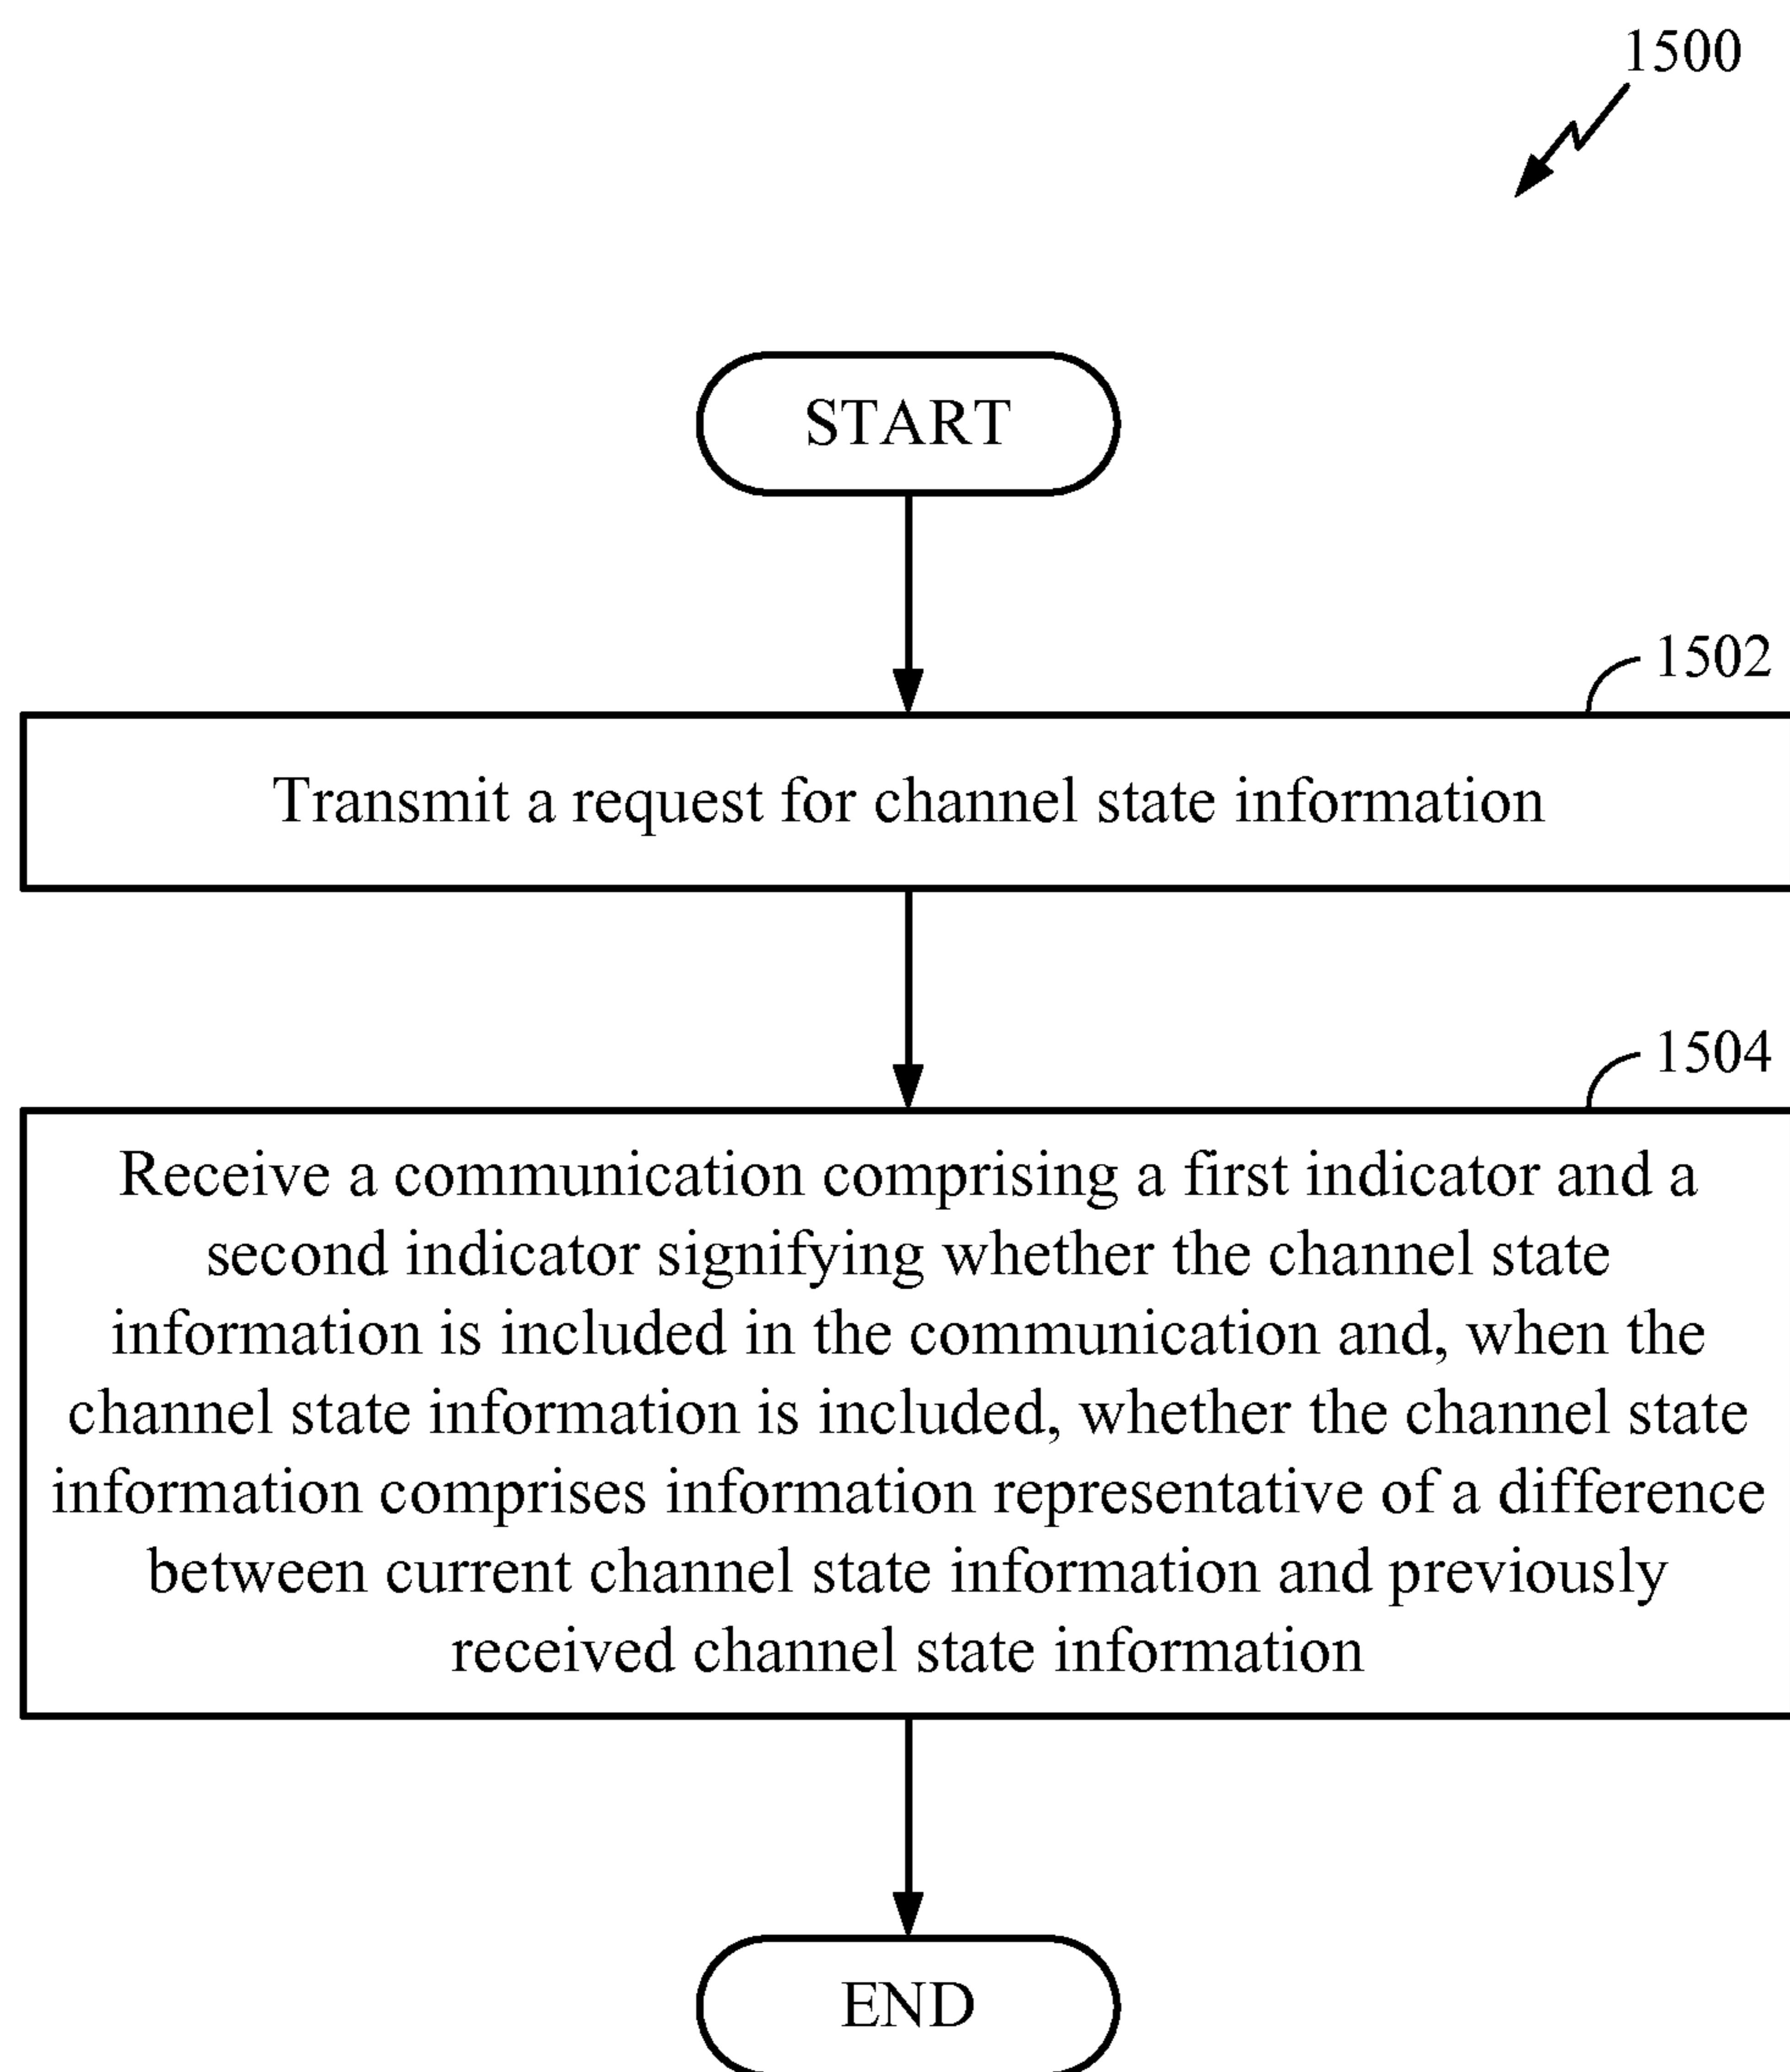 1500
START
1502
Transmit a request for channel state information
1504
Receive a communication comprising a first indicator and a
second indicator signifying whether the channel state
information is included in the communication and, when the
channel state information is included, whether the channel state
information comprises information representative of a difference
between current channel state information and previously
received channel state information
END